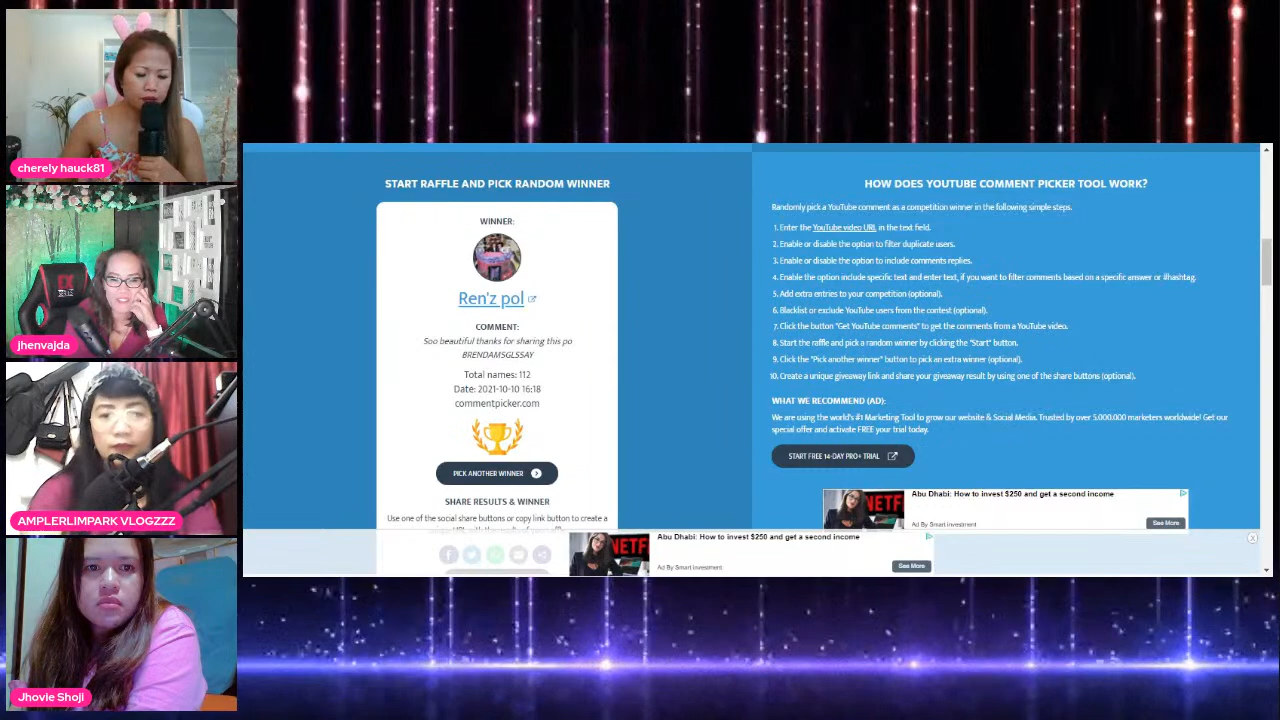 cherely hauck81
jhenvajda
AMPLERLIMPARK VLOGZZZ
Jhovie Shoji
START RAFFLE AND PICK RANDOM WINNER
WINNER:
Ren'z pol
COMMENT:
Soo beautiful thanks for sharing this po
BRENDAMSGLSSAY
Total names: 112
Date: 2021-10-10 16:18
commentpicker.com
PICK ANOTHER WINNER
SHARE RESULTS & WINNER
Use one of the social share buttons or copy link button to create a
HOW DOES YOUTUBE COMMENT PICKER TOOL WORK?
Randomly pick a YouTube comment as a competition winner in the following simple steps.
1. Enter the YouTube video URL in the text field.
2. Enable or disable the option to filter duplicate users.
3. Enable or disable the option to include comments replies.
4. Enable the option include specific text and enter text, if you want to filter comments based on a specific answer or #hashtag.
5. Add extra entries to your competition (optional).
6. Blacklist or exclude YouTube users from the contest (optional).
7. Click the button "Get YouTube comments" to get the comments from a YouTube video.
8. Start the raffle and pick a random winner by clicking the "Start" button.
9. Click the "Pick another winner" button to pick an extra winner (optional).
10. Create a unique giveaway link and share your giveaway result by using one of the share buttons (optional).
WHAT WE RECOMMEND (AD):
We are using the world's #1 Marketing Tool to grow our website & Social Media. Trusted by over 5.000.000 marketers worldwide! Get our
special offer and activate FREE your trial today.
START FREE 14-DAY PRO+ TRIAL
Abu Dhabi: How to invest $250 and get a second income
Ad By Smart investment
See More
Abu Dhabi: How to invest $250 and get a second income
Ad By Smart investment
See More